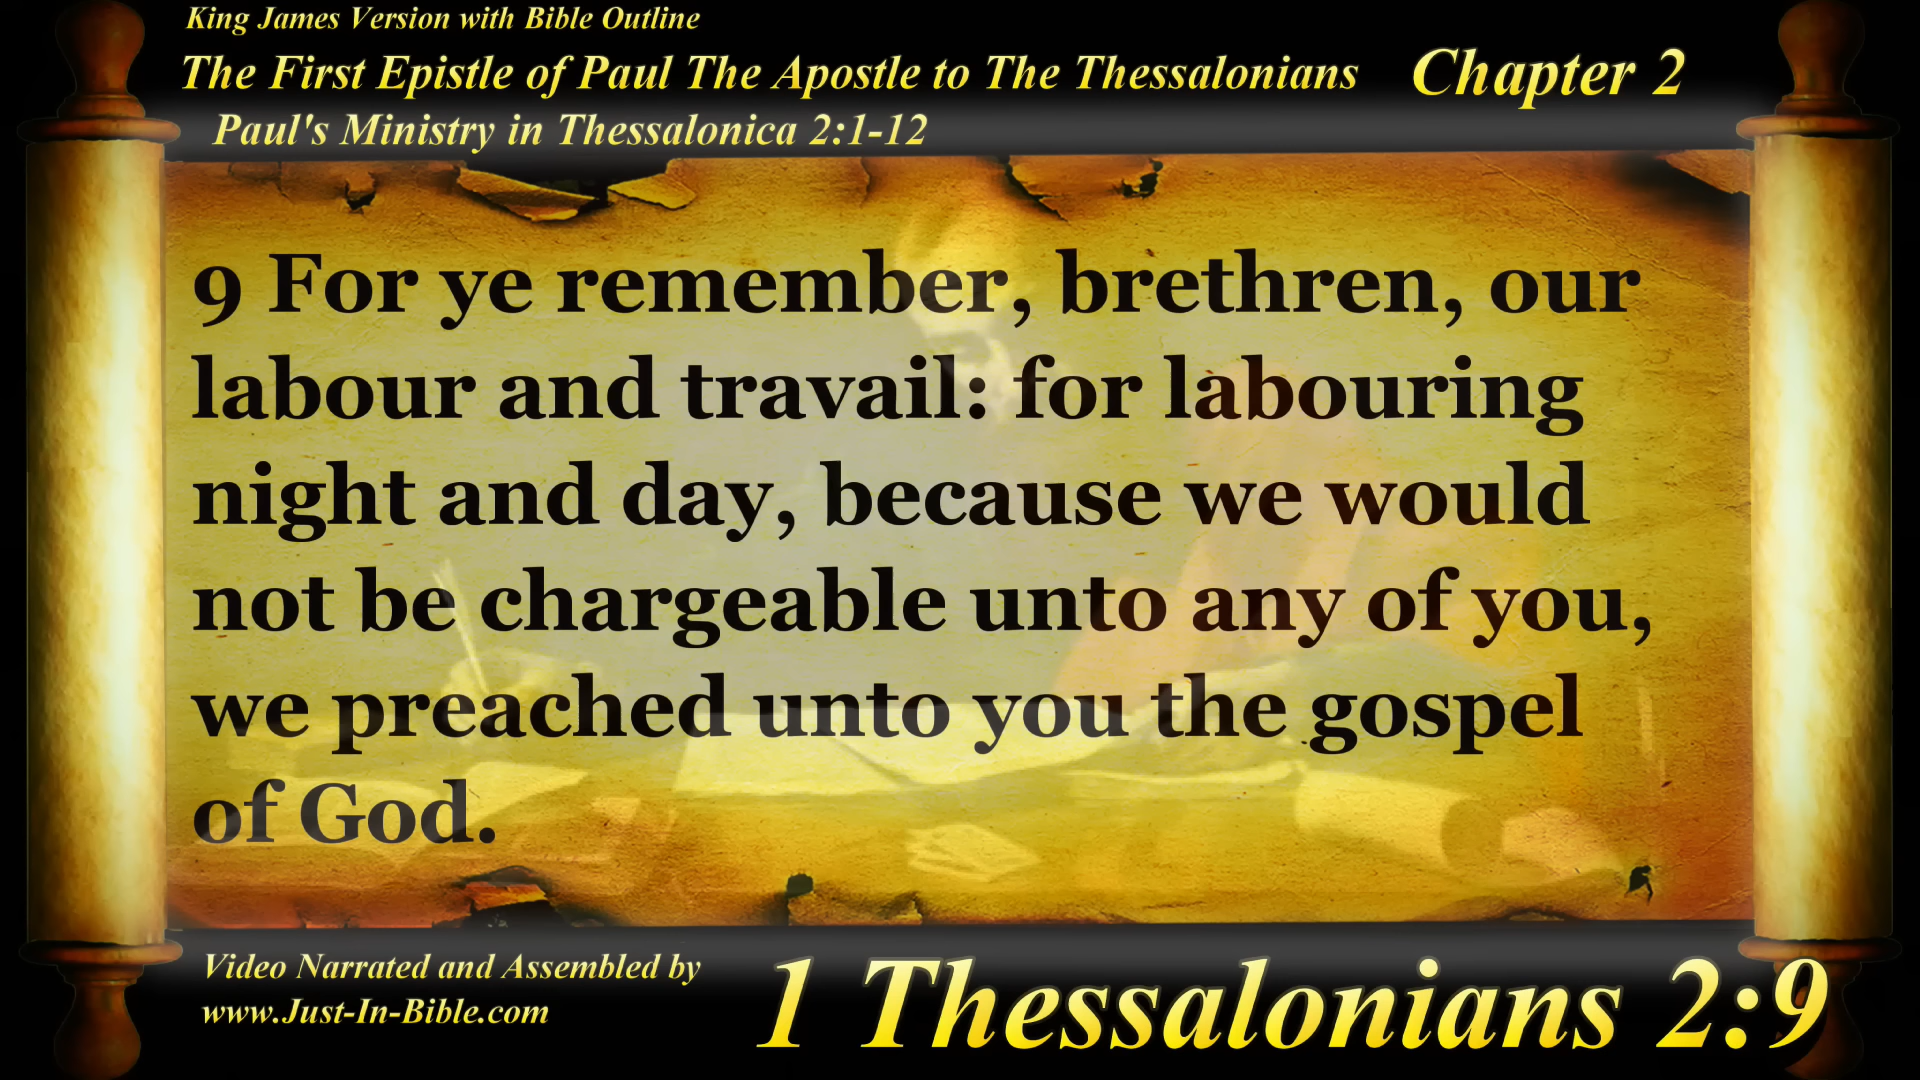 King James Version with Bible Outline
The First Epistle of Paul The Apostle to The Thessalonians Chapter 2
Paul's Ministry in Thessalonica 2:1-12
9 For ye remember, brethren, our
labour and travail: for labouring
night and day, because we would
not be chargeable unto any of you,
we preached unto you the gospel
of God.
Video Narrated and Assembled by
www.Just-In-Bible.com
1 Thessalonians 2:9